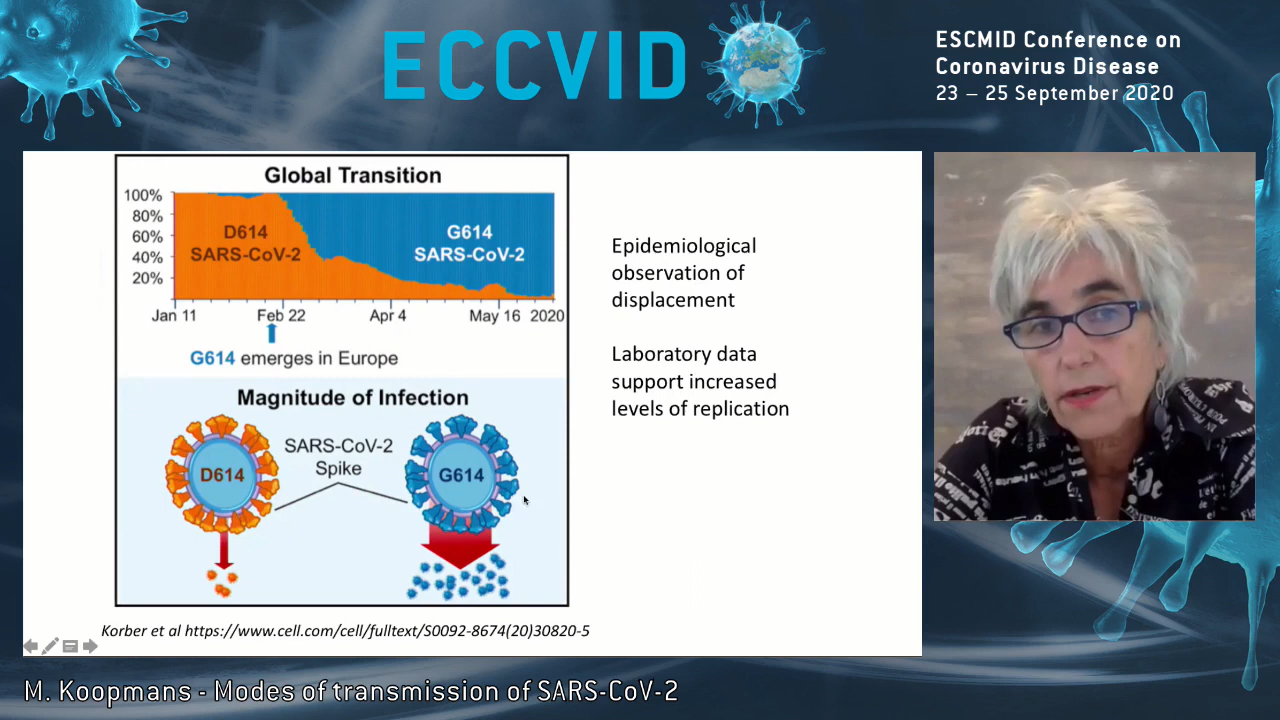 ECCVID
ESCMID Conference on
Coronavirus Disease
23 – 25 September 2020
Global Transition
100%
80%
60%
40%
20%
D614
SARS-CoV-2
G614
SARS-CoV-2
Jan 11
Feb 22
Apr 4
May 16
2020
G614 emerges in Europe
Magnitude of Infection
SARS-CoV-2
Spike
D614
G614
Epidemiological
observation of
displacement
Laboratory data
support increased
levels of replication
Korber et al https://www.cell.com/cell/fulltext/S0092-8674(20)30820-5
M. Koopmans - Modes of transmission of SARS-CoV-2